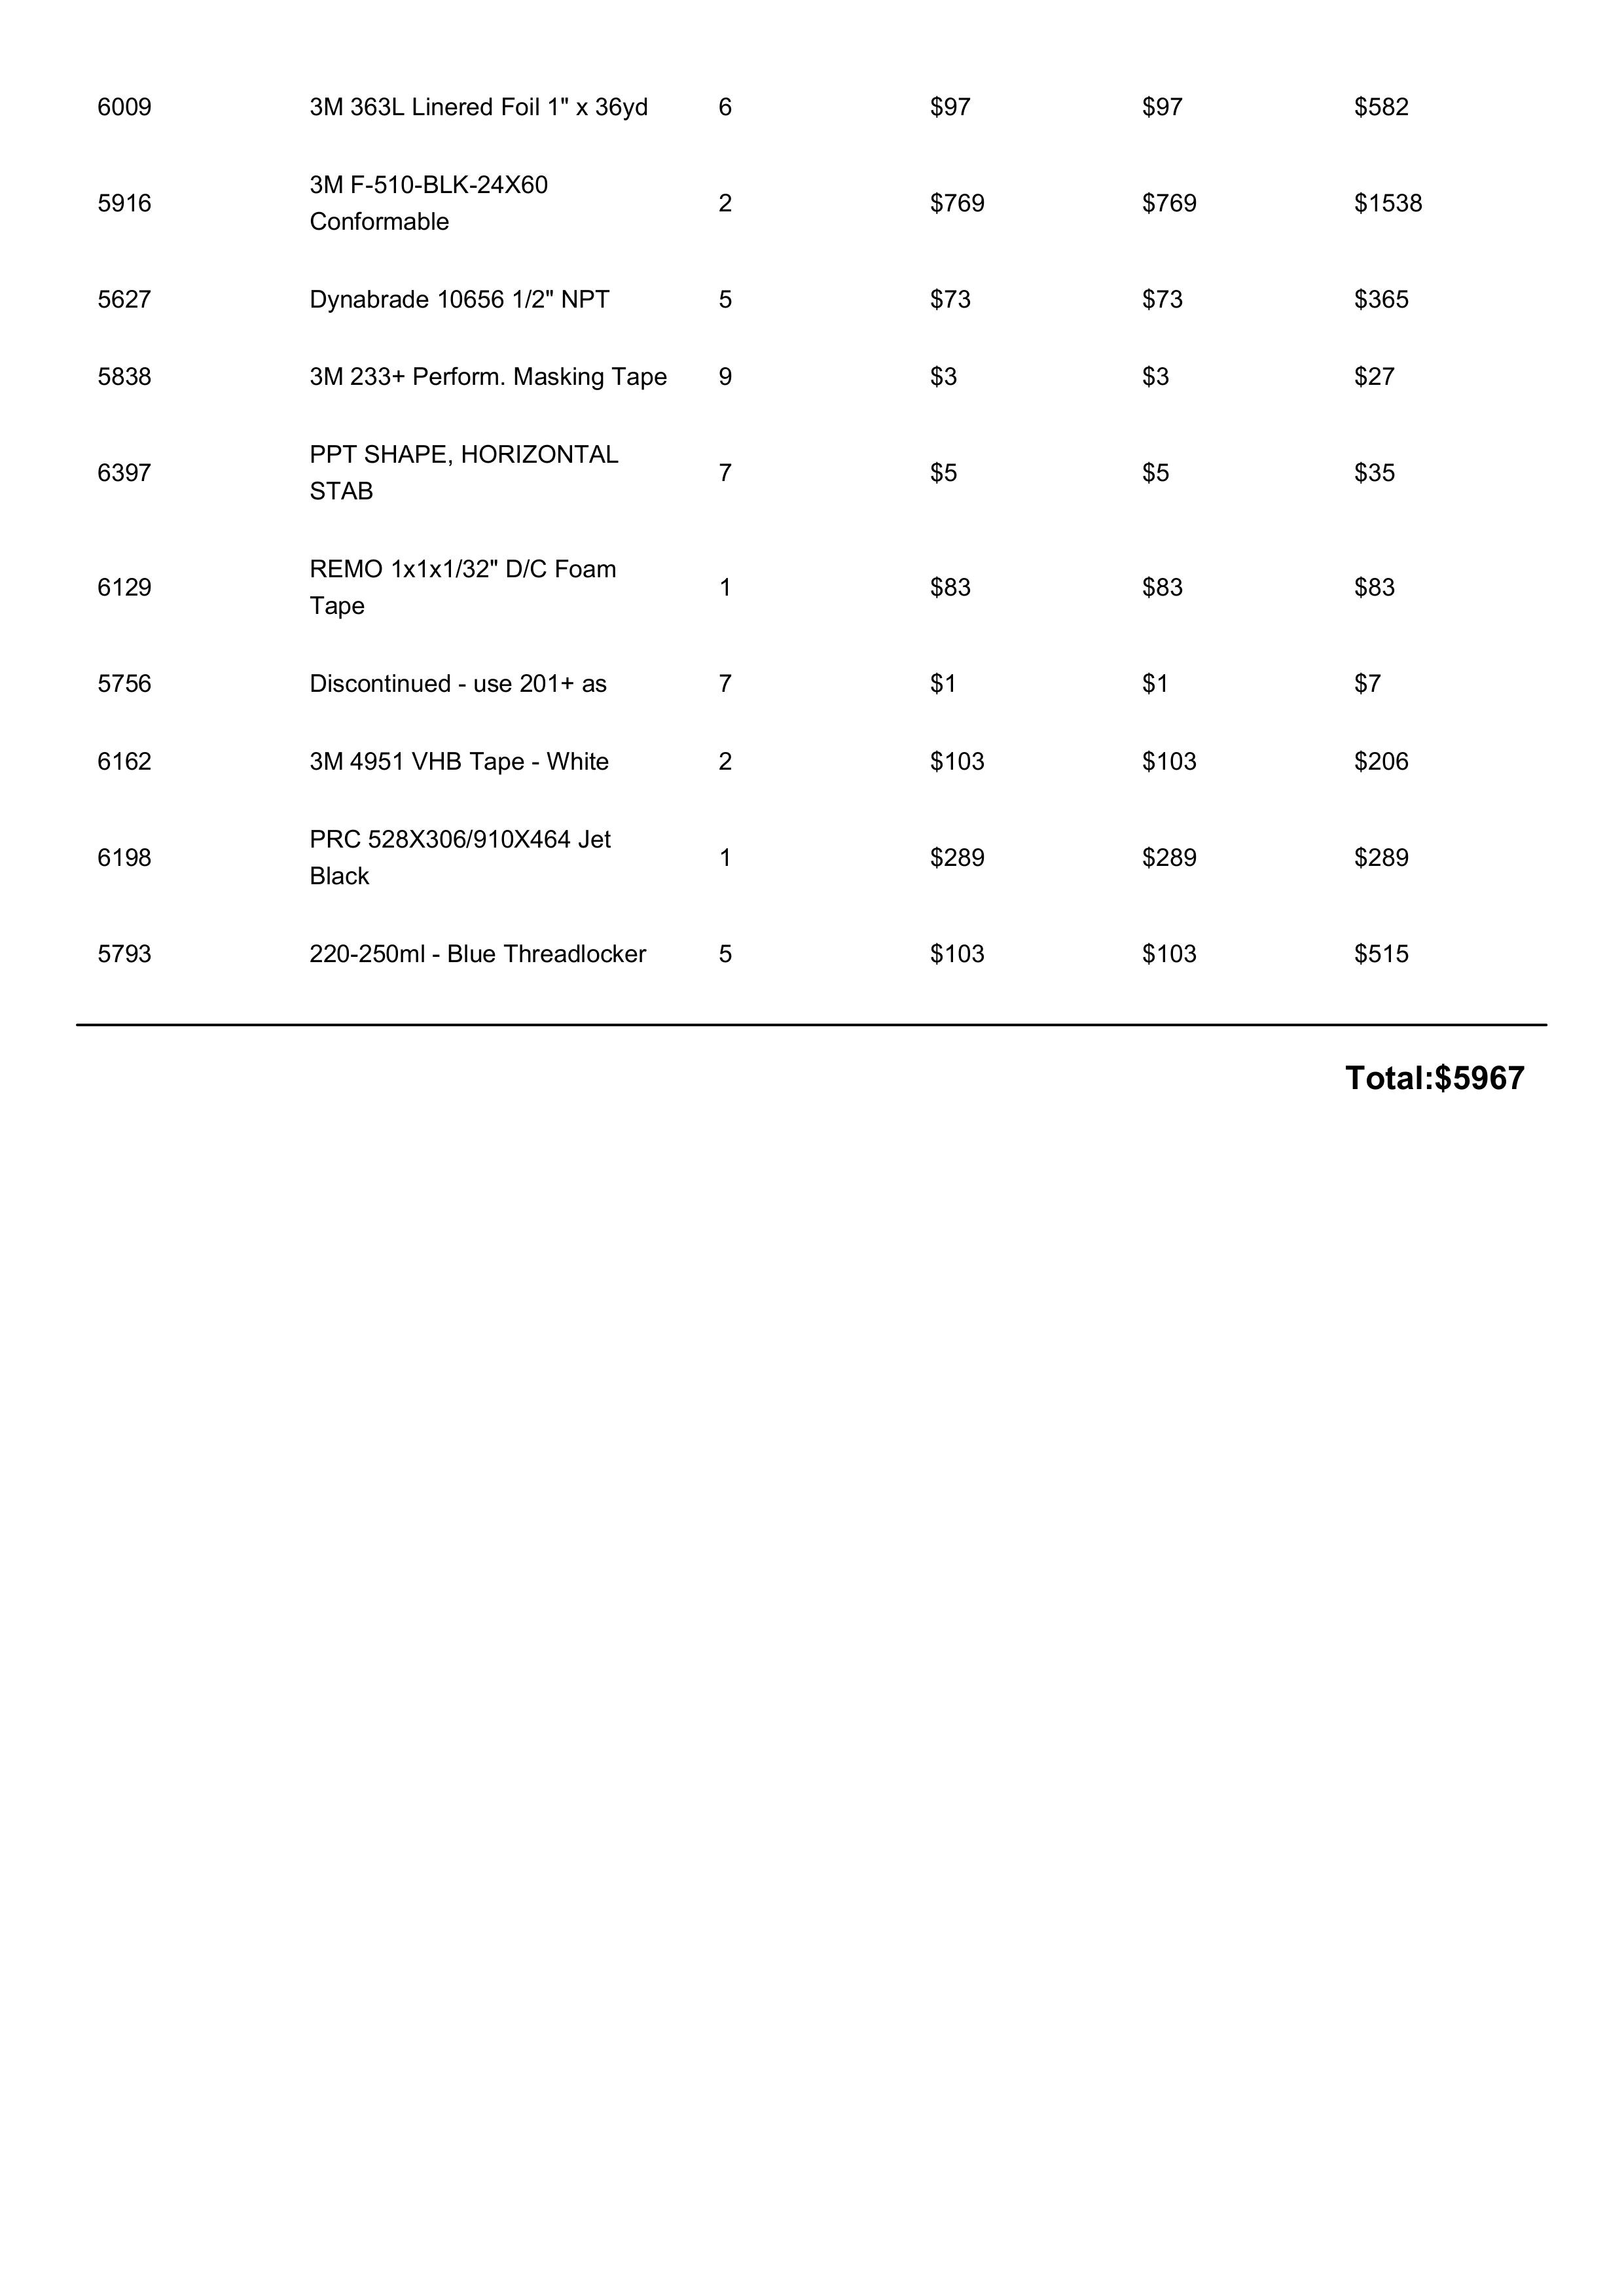 6009 3M 363L Linered Foil 1" x 36yd 6 $97 $97 $582
5916 3M F-510-BLK-24X60 2 $769 $769 $1538
Conformable
5627 Dynabrade 10656 1/2" NPT 5 $73 $73 $365
5838 3M 233+ Perform. Masking Tape 9 $3 $3 $27
6397 PPT SHAPE, HORIZONTAL 7 $5 $5 $35
STAB
6129 REMO 1x1x1/32" D/C Foam 1 $83 $83 $83
Tape
5756 Discontinued - use 201+ as 7 $1 $1 $7
6162 3M 4951 VHB Tape - White 2 $103 $103 $206
6198 PRC 528X306/910X464 Jet 1 $289 $289 $289
Black
5793 220-250ml - Blue Threadlocker 5 $103 $103 $515
Total:$5967